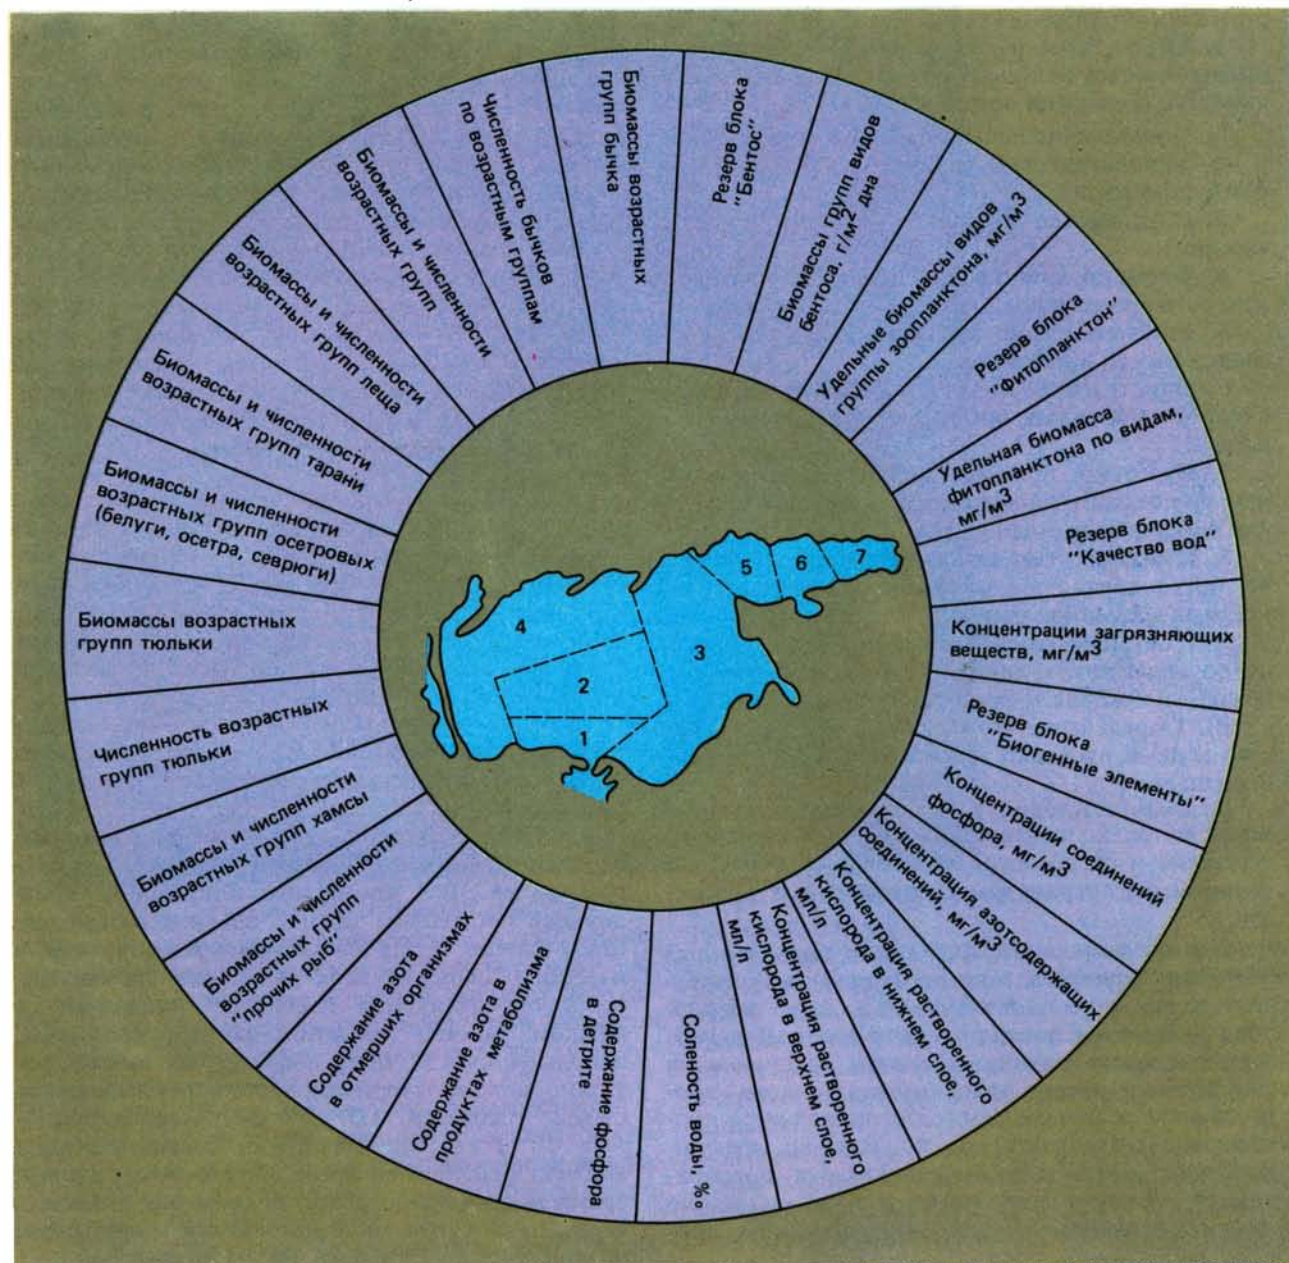 Биомассы возрастных
групп бычка
Резерв блока
"Бентос"
Биомассы групп видов
бентоса, г/м² дна
Удельные биомассы видов
группы зоопланктона, мг/м³
Резерв блока
"Фитопланктон"
Удельная биомасса
фитопланктона по видам,
мг/м³
Резерв блока
"Качество вод"
Концентрации загрязняющих
веществ, мг/м³
Резерв блока
"Биогенные элементы"
Концентрации соединений
фосфора, мг/м³
Концентрация азотсодержащих
соединений, мг/м³
Концентрация растворенного
кислорода в нижнем слое,
мл/л
Концентрация растворенного
кислорода в верхнем слое,
мл/л
Соленость воды, ‰
Содержание фосфора
в детрите
Содержание азота в
продуктах метаболизма
Содержание азота
в отмерших организмах
Биомассы и численности
возрастных групп
"прочих рыб"
Биомассы и численности
возрастных групп хамсы
Численность возрастных
групп тюльки
Биомассы возрастных
групп тюльки
Биомассы и численности
возрастных групп осетровых
(белуги, осетра, севрюги)
Биомассы и численности
возрастных групп тарани
Биомассы и численности
возрастных групп леща
Биомассы и численности
возрастных групп
Численность бычков
по возрастным группам
1
2
3
4
5
6
7